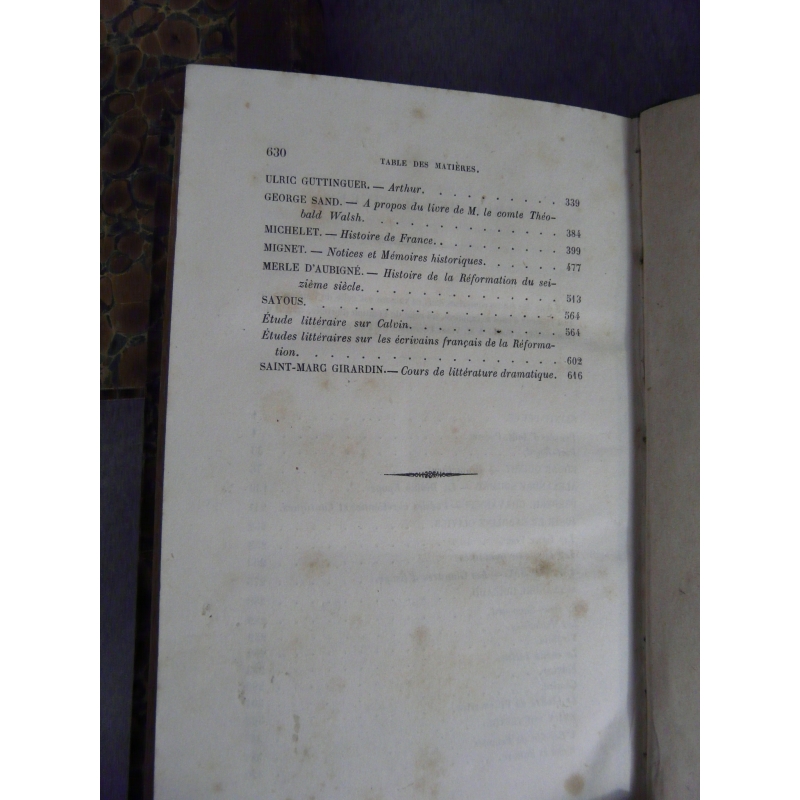 630
TABLE DES MATIÈRES.
ULRIC GUTTINGUER. — Arthur. . . . . . . . . . 339
GEORGE SAND. — A propos du livre de M. le comte Théo-
bald Walsh. . . . . . . . . . . . 384
MICHELET. — Histoire de France. . . . . . . . . 399
MIGNET. — Notices et Mémoires historiques. . . . . . 477
MERLE D'AUBIGNÉ. — Histoire de la Réformation du sei-
zième siècle. . . . . . . . . . . . 513
SAYOUS. . . . . . . . . . . . . . . 564
Étude littéraire sur Calvin. . . . . . . . . . 564
Études littéraires sur les écrivains français de la Réforma-
tion. . . . . . . . . . . . . . . 602
SAINT-MARC GIRARDIN. — Cours de littérature dramatique. 616